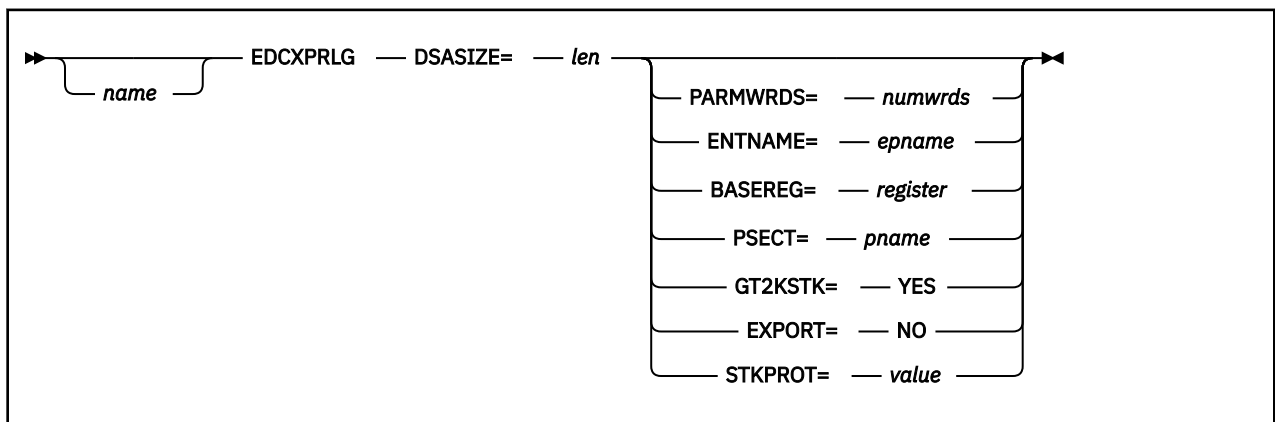 EDCXPRLG DSASIZE= len
name
PARMWRDS= numwrds
ENTNAME= epname
BASEREG= register
PSECT= pname
GT2KSTK= YES
EXPORT= NO
STKPROT= value